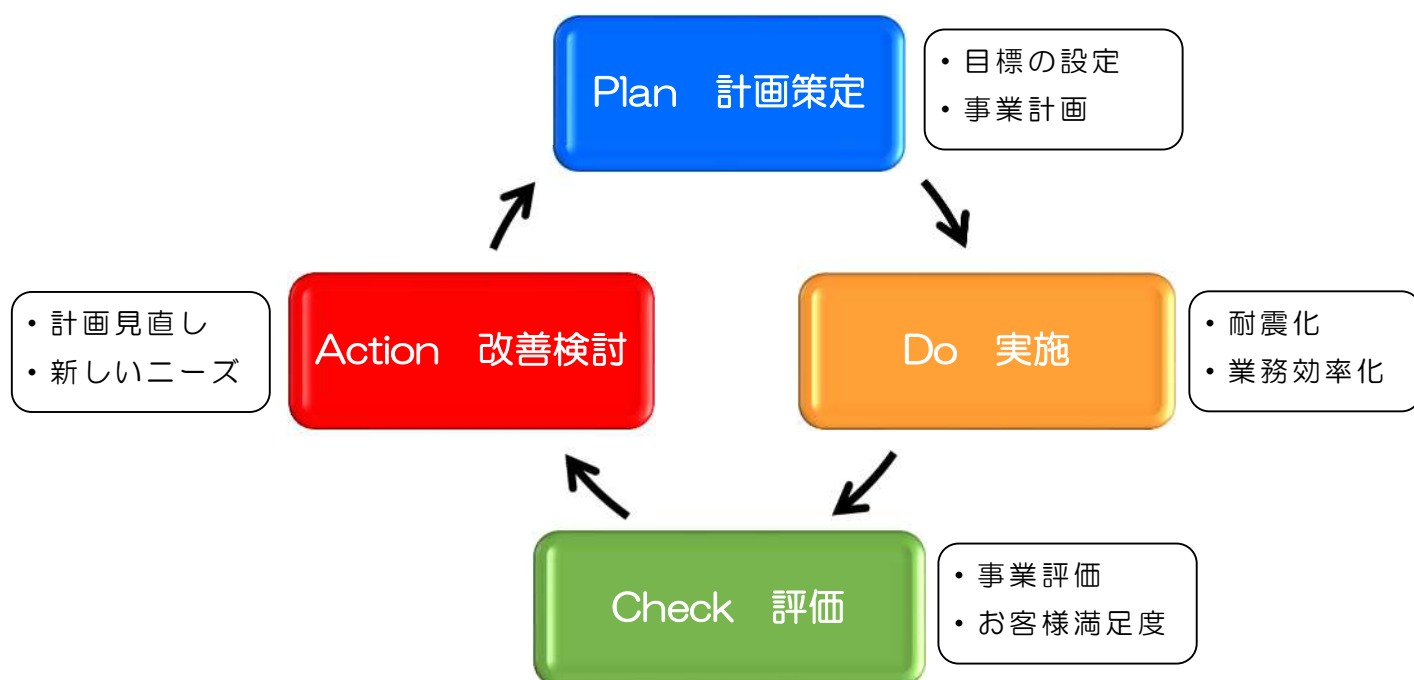 Plan　計画策定
・目標の設定
・事業計画
Action　改善検討
・計画見直し
・新しいニーズ
Do　実施
・耐震化
・業務効率化
Check　評価
・事業評価
・お客様満足度